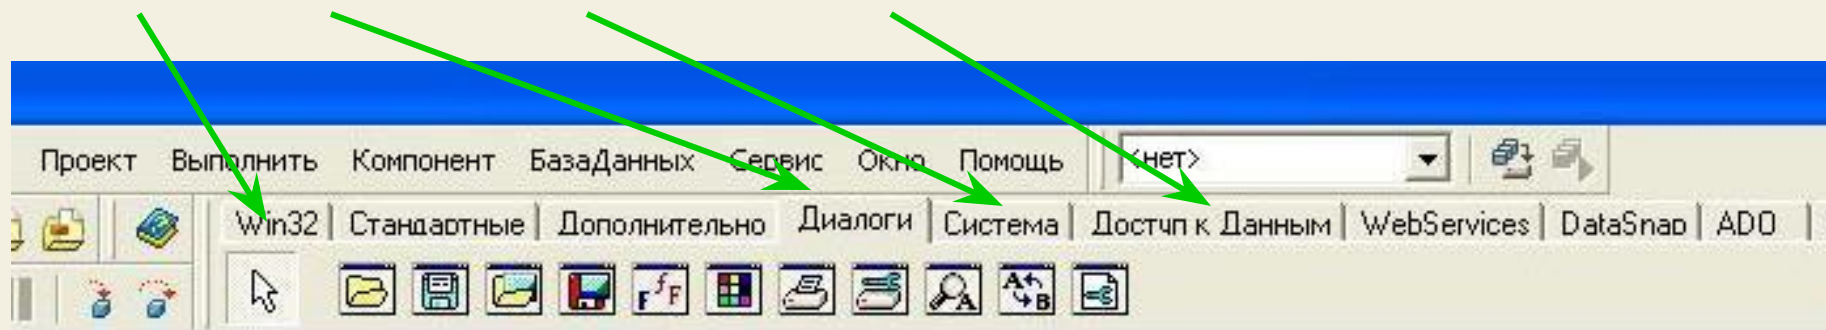 Проект Выполнить Компонент БазаДанных Сервис Окно Помощь <нет>
Win32 Стандартные Дополнительно Диалоги Система Доступ к Данным WebServices DataSnap ADO